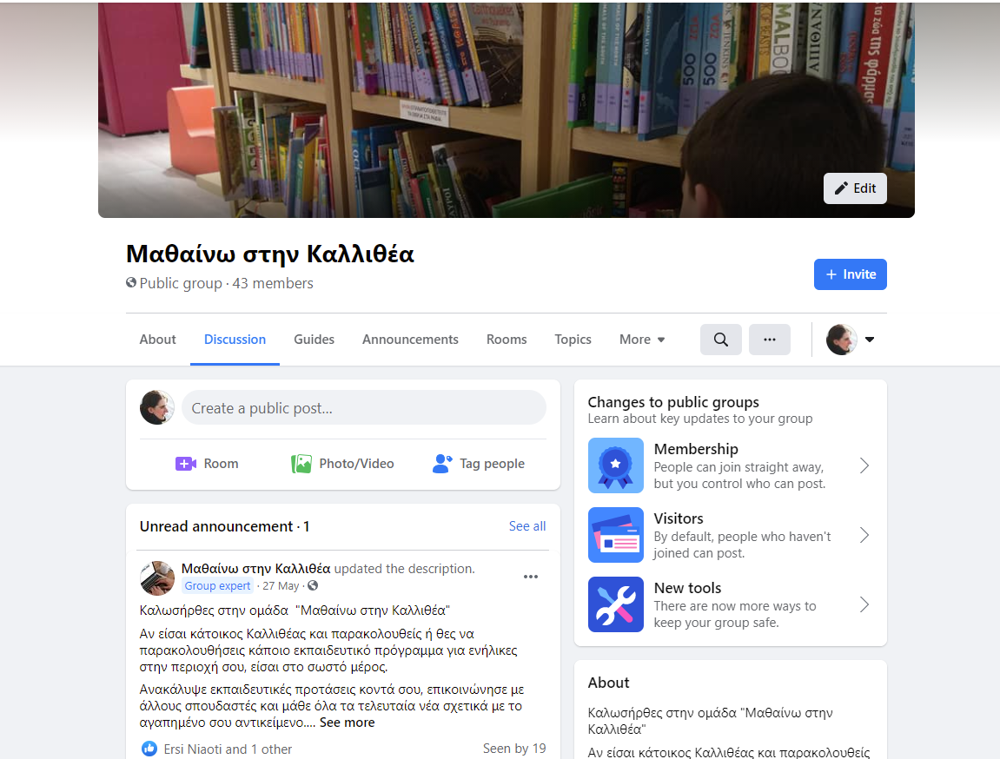 500
500
Edit
Μαθαίνω στην Καλλιθέα
Public group · 43 members
+ Invite
About
Discussion
Guides
Announcements
Rooms
Topics
More
Create a public post...
Room
Photo/Video
Tag people
Unread announcement · 1
See all
Μαθαίνω στην Καλλιθέα updated the description.
Group expert · 27 May ·
Καλωσήρθες στην ομάδα "Μαθαίνω στην Καλλιθέα"
Αν είσαι κάτοικος Καλλιθέας και παρακολουθείς ή θες να
παρακολουθήσεις κάποιο εκπαιδευτικό πρόγραμμα για ενήλικες
στην περιοχή σου, είσαι στο σωστό μέρος.
Ανακάλυψε εκπαιδευτικές προτάσεις κοντά σου, επικοινώνησε με
άλλους σπουδαστές και μάθε όλα τα τελευταία νέα σχετικά με το
αγαπημένο σου αντικείμενο.... See more
Ersi Niaoti and 1 other
Seen by 19
Changes to public groups
Learn about key updates to your group
Membership
People can join straight away,
but you control who can post.
Visitors
By default, people who haven't
joined can post.
New tools
There are now more ways to
keep your group safe.
About
Καλωσήρθες στην ομάδα "Μαθαίνω στην
Καλλιθέα"
Αν είσαι κάτοικος Καλλιθέας και παρακολουθείς